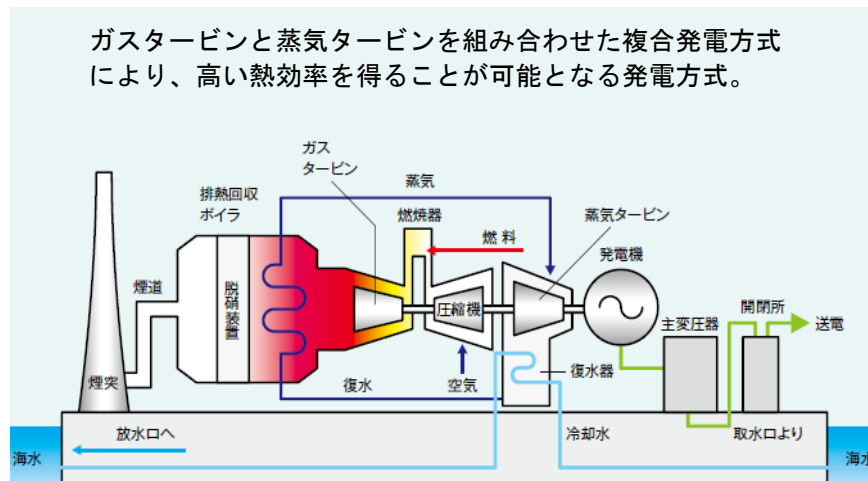 ガスタービンと蒸気タービンを組み合わせた複合発電方式
により、高い熱効率を得ることが可能となる発電方式。
ガス
タービン
蒸気
排熱回収
ボイラ
燃焼器
蒸気タービン
燃料
発電機
煙道
脱硝装置
圧縮機
開閉所
主変圧器
送電
煙突
復水
空気
復水器
放水口へ
冷却水
取水口より
海水
海水